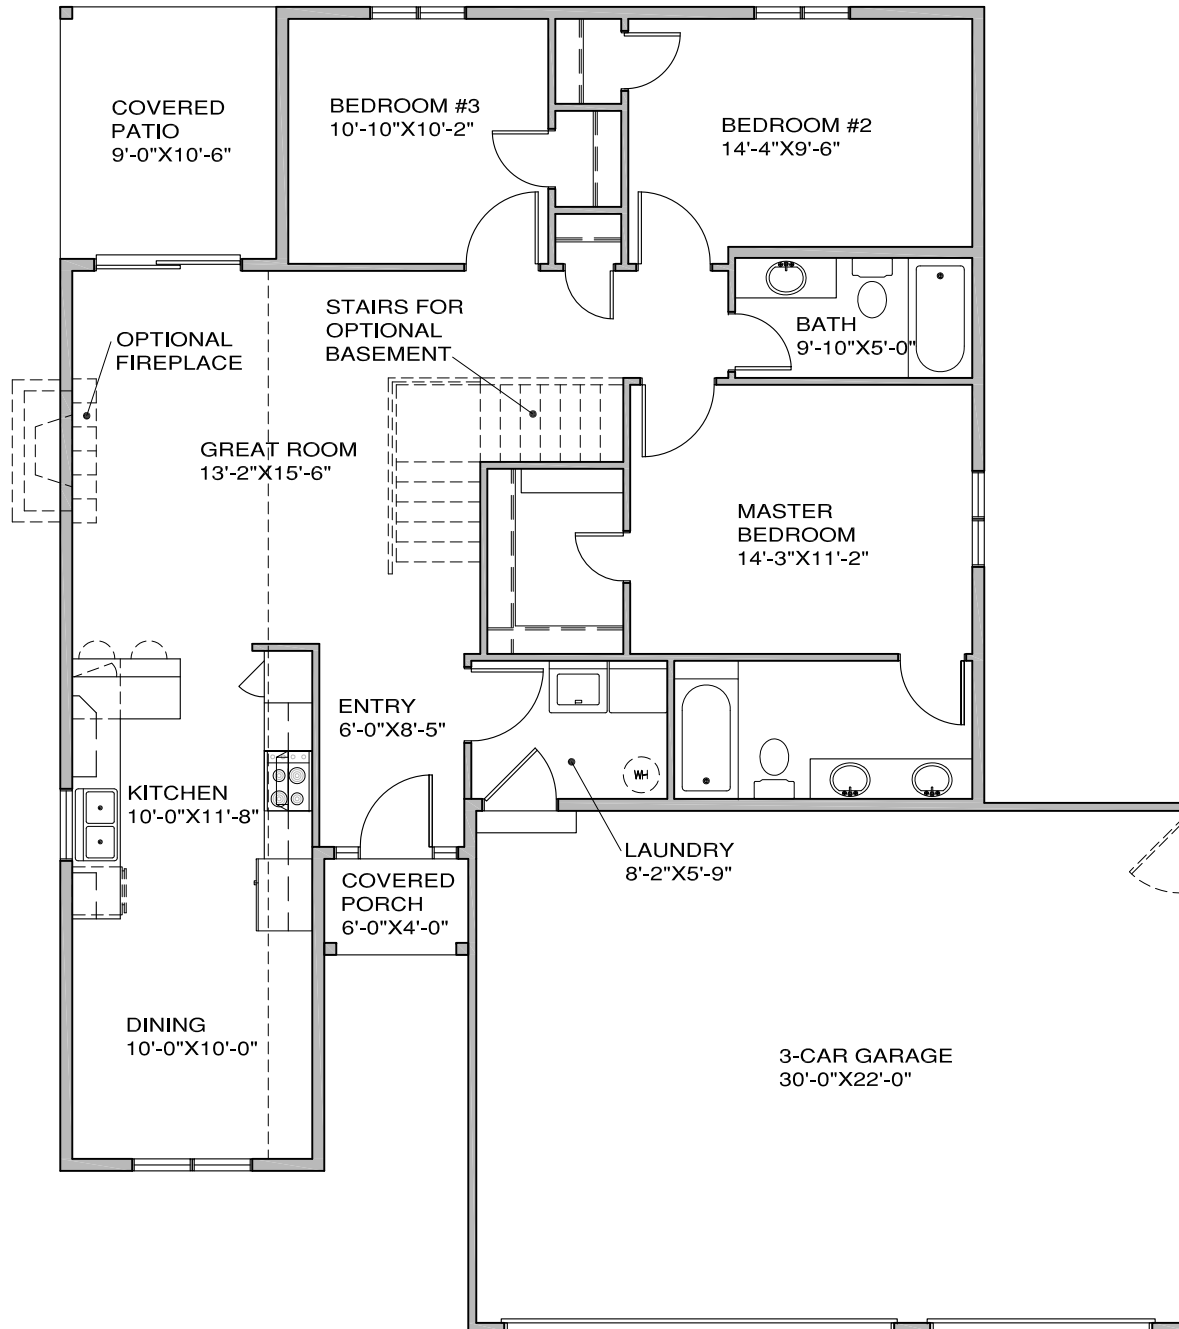 COVERED
PATIO
9'-0"X10'-6"
BEDROOM #3
10'-10"X10'-2"
BEDROOM #2
14'-4"X9'-6"
STAIRS FOR
OPTIONAL
BASEMENT
OPTIONAL
FIREPLACE
BATH
9'-10"X5'-0"
GREAT ROOM
13'-2"X15'-6"
MASTER
BEDROOM
14'-3"X11'-2"
ENTRY
6'-0"X8'-5"
WH
KITCHEN
10'-0"X11'-8"
LAUNDRY
8'-2"X5'-9"
COVERED
PORCH
6'-0"X4'-0"
DINING
10'-0"X10'-0"
3-CAR GARAGE
30'-0"X22'-0"